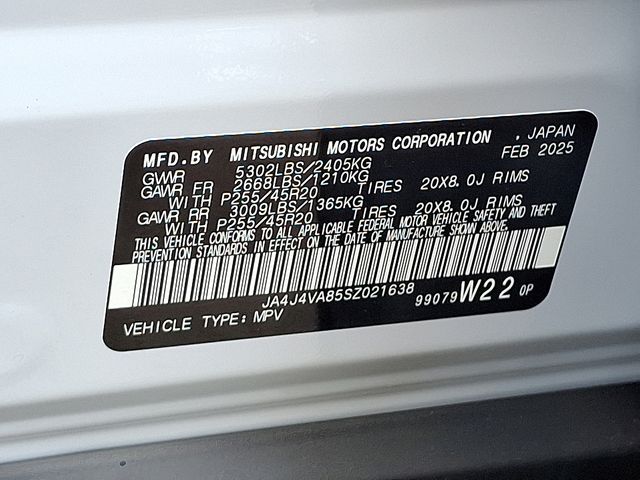 MFD.BY MITSUBISHI MOTORS CORPORATION , JAPAN
GVWR 5302LBS/2405KG FEB 2025
GAWR FR 2668LBS/1210KG
WITH P255/45R20 TIRES 20X8.0J RIMS
GAWR RR 3009LBS/1365KG
WITH P255/45R20 TIRES 20X8.0J RIMS
THIS VEHICLE CONFORMS TO ALL APPLICABLE FEDERAL MOTOR VEHICLE SAFETY AND THEFT
PREVENTION STANDARDS IN EFFECT ON THE DATE OF MANUFACTURE SHOWN ABOVE.
JA4J4VA85SZ021638
VEHICLE TYPE: MPV 99079 W22 0P